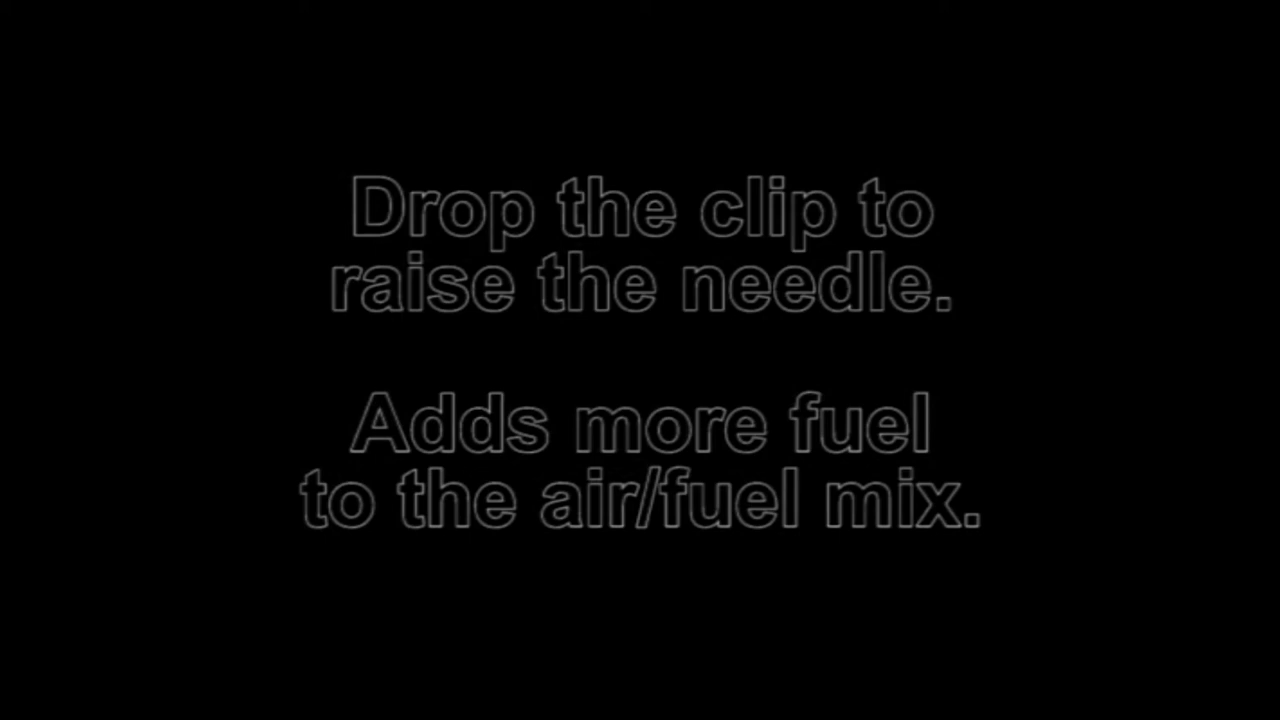 Drop the clip to
raise the needle.
Adds more fuel
to the air/fuel mix.